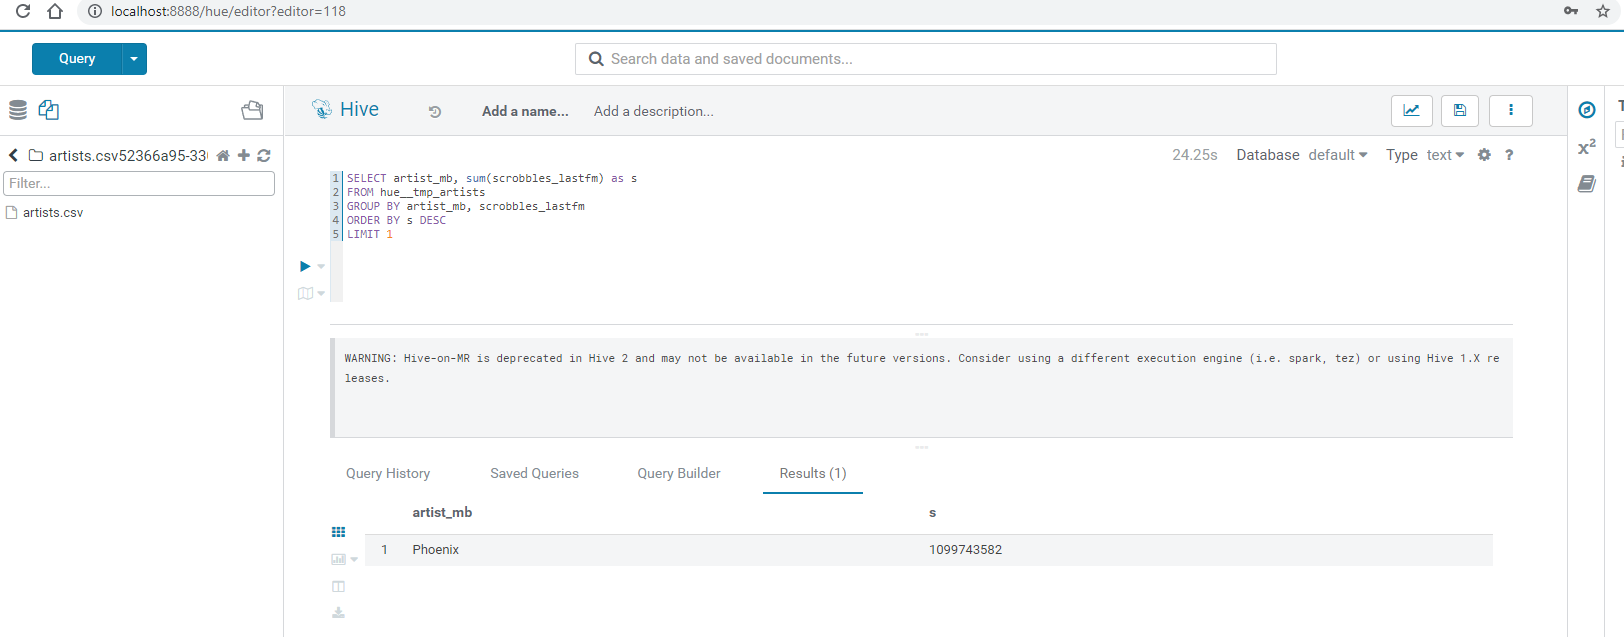 localhost:8888/hue/editor?editor=118
Query
Search data and saved documents...
Hive
Add a name...
Add a description...
artists.csv52366a95-33
Filter...
artists.csv
24.25s Database default Type text ?
1 SELECT artist_mb, sum(scrobbles_lastfm) as s
2 FROM hue__tmp_artists
3 GROUP BY artist_mb, scrobbles_lastfm
4 ORDER BY s DESC
5 LIMIT 1
x²
WARNING: Hive-on-MR is deprecated in Hive 2 and may not be available in the future versions. Consider using a different execution engine (i.e. spark, tez) or using Hive 1.X re
leases.
Query History Saved Queries Query Builder Results (1)
artist_mb s
1 Phoenix 1099743582